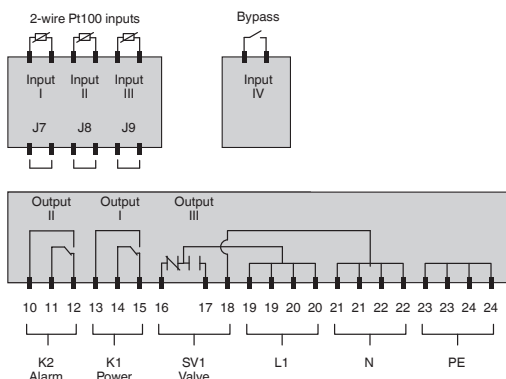 2-wire Pt100 inputs
Bypass
Input I
Input II
Input III
Input IV
J7 J8 J9
Output II
Output I
Output III
10 11 12 13 14 15 16 17 18 19 19 20 20 21 21 22 22 23 23 24 24
K2 Alarm
K1 Power
SV1 Valve
L1
N
PE